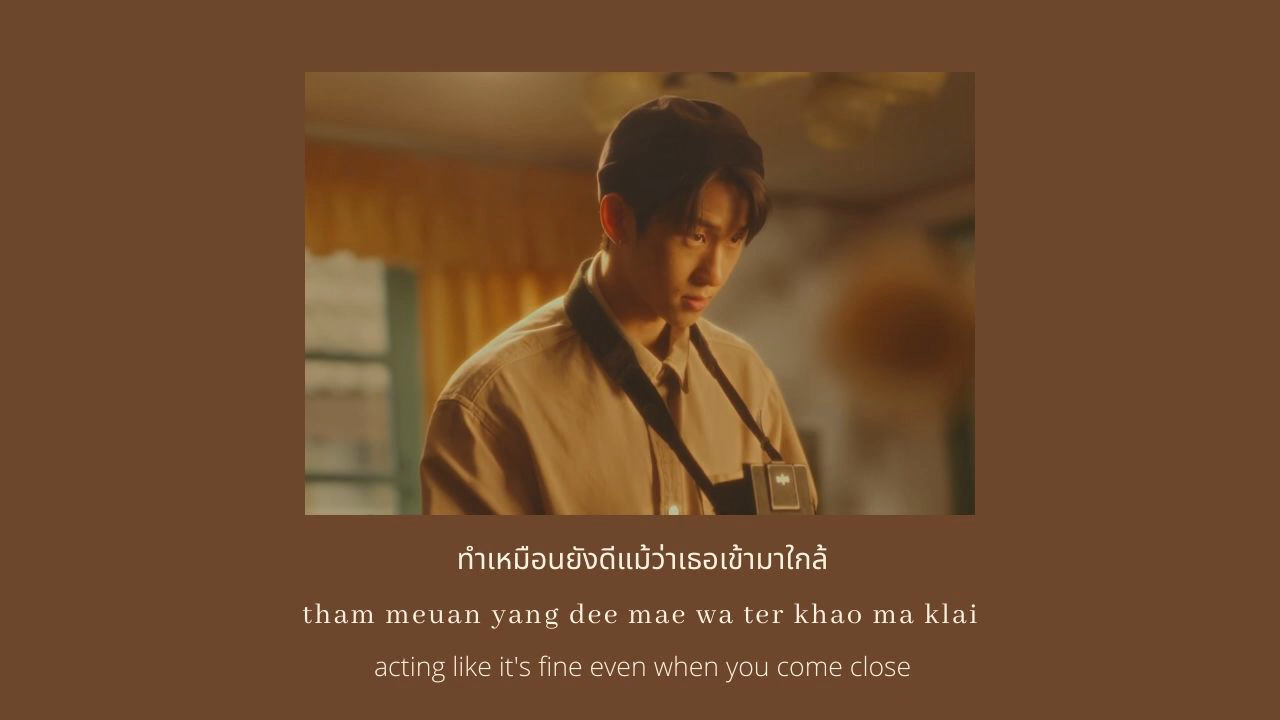 ทำเหมือนยังดีแม้ว่าเธอเข้ามาใกล้
tham meuan yang dee mae wa ter khao ma klai
acting like it's fine even when you come close